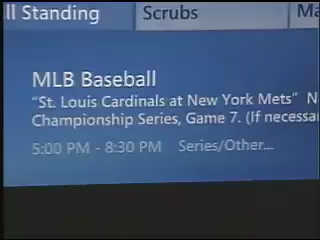 ll Standing Scrubs Ma
MLB Baseball
“St. Louis Cardinals at New York Mets” N
Championship Series, Game 7. (If necessa
5:00 PM - 8:30 PM Series/Other...